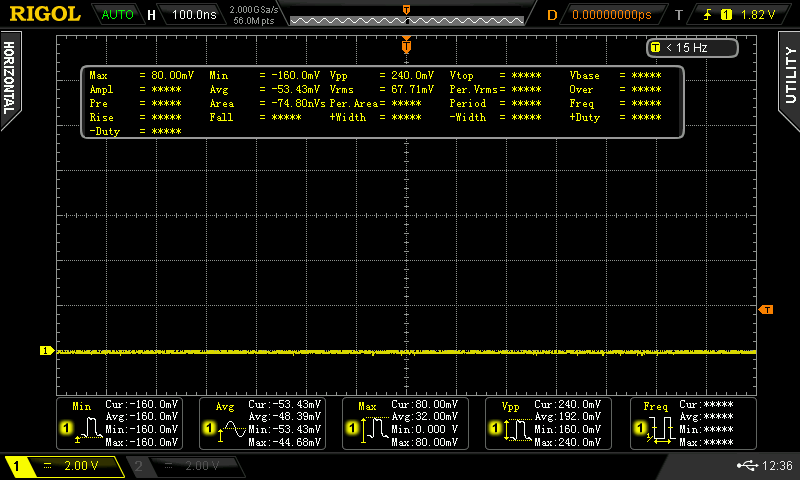 RIGOL AUTO H 100.0ns 2.000GSa/s 56.0M pts T D 0.00000000ps T 1 1.82 V
T < 15 Hz
HORIZONTAL
UTILITY
Max = 80.00mV Min = -160.0mV Vpp = 240.0mV Vtop = ***** Vbase = *****
Ampl = ***** Avg = -53.43mV Vrms = 67.71mV Per.Vrms= ***** Over = *****
Pre = ***** Area = -74.80nVs Per.Area= ***** Period = ***** Freq = *****
Rise = ***** Fall = ***** +Width = ***** -Width = ***** +Duty = *****
-Duty = *****
T
1
Min Cur:-160.0mV
Avg:-160.0mV
1 Min:-160.0mV
Max:-160.0mV
Avg Cur:-53.43mV
Avg:-48.39mV
1 Min:-53.43mV
Max:-44.68mV
Max Cur:80.00mV
Avg:32.00mV
1 Min:0.000 V
Max:80.00mV
Vpp Cur:240.0mV
Avg:192.0mV
1 Min:160.0mV
Max:240.0mV
Freq Cur:*****
Avg:*****
1 Min:*****
Max:*****
1 2.00 V 2 2.00 V 12:36